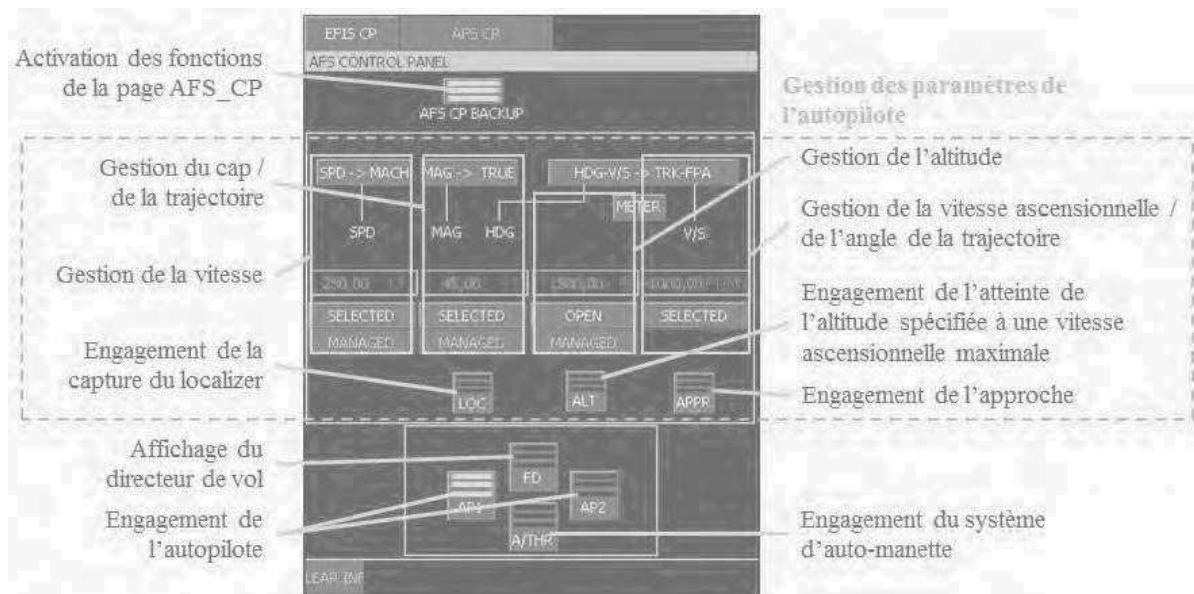 EFIS CP
AFS CP
AFS CONTROL PANEL
Activation des fonctions
de la page AFS_CP
AFS CP BACKUP
Gestion des paramètres de
l'autopilote
Gestion du cap /
de la trajectoire
Gestion de la vitesse
Engagement de la
capture du localizer
SPD -> MACH
MAG -> TRUE
HDG-V/S -> TRK-FPA
METER
SPD
MAG HDG
V/S
250,00
45,00
SELECTED
SELECTED
OPEN
SELECTED
MANAGED
MANAGED
MANAGED
LOC
ALT
APPR
Gestion de l'altitude
Gestion de la vitesse ascensionnelle /
de l'angle de la trajectoire
Engagement de l'atteinte de
l'altitude spécifiée à une vitesse
ascensionnelle maximale
Engagement de l'approche
Affichage du
directeur de vol
Engagement de
l'autopilote
FD
AP1
AP2
A/THR
Engagement du système
d'auto-manette